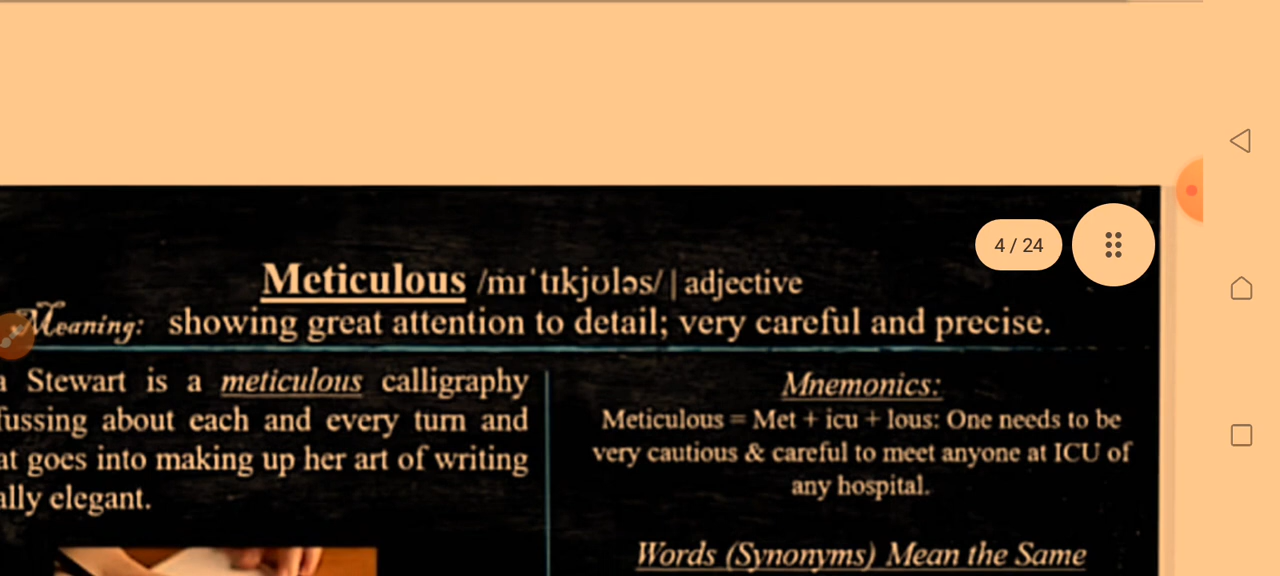 4 / 24
Meticulous /mɪˈtɪkjʊləs/ | adjective
Meaning: showing great attention to detail; very careful and precise.
a Stewart is a meticulous calligraphy
fussing about each and every turn and
at goes into making up her art of writing
ally elegant.
Mnemonics:
Meticulous = Met + icu + lous: One needs to be
very cautious & careful to meet anyone at ICU of
any hospital.
Words (Synonyms) Mean the Same